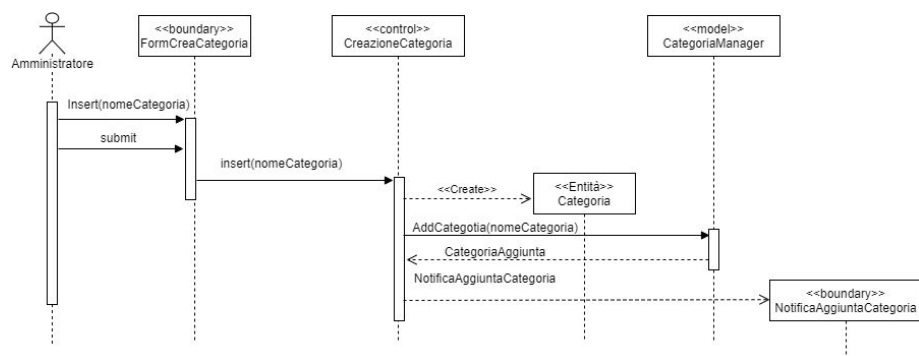 <<boundary>>
FormCreaCategoria
<<control>>
CreazioneCategoria
<<model>>
CategoriaManager
Amministratore
Insert(nomeCategoria)
submit
insert(nomeCategoria)
<<Create>>
<<Entità>>
Categoria
AddCategotia(nomeCategoria)
CategoriaAggiunta
NotificaAggiuntaCategoria
<<boundary>>
NotificaAggiuntaCategoria